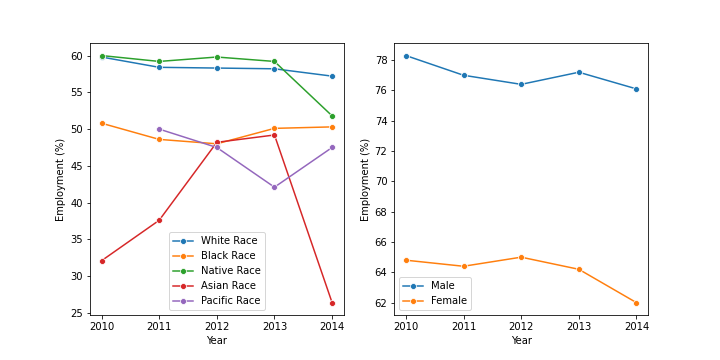 60
55
50
45
40
35
30
25
Employment (%)
White Race
Black Race
Native Race
Asian Race
Pacific Race
2010 2011 2012 2013 2014
Year
78
76
74
72
70
68
66
64
62
Employment (%)
Male
Female
2010 2011 2012 2013 2014
Year